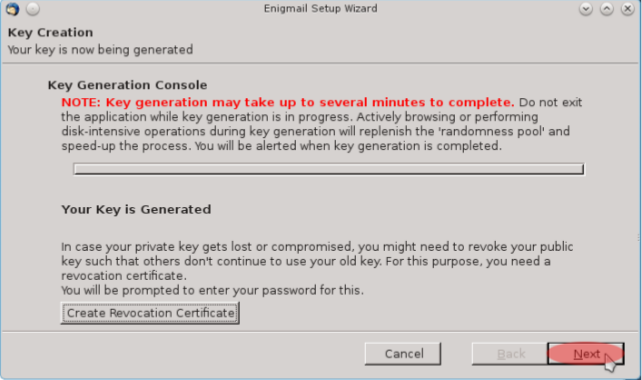 Enigmail Setup Wizard
Key Creation
Your key is now being generated
Key Generation Console
NOTE: Key generation may take up to several minutes to complete. Do not exit
the application while key generation is in progress. Actively browsing or performing
disk-intensive operations during key generation will replenish the 'randomness pool' and
speed-up the process. You will be alerted when key generation is completed.
Your Key is Generated
In case your private key gets lost or compromised, you might need to revoke your public
key such that others don't continue to use your old key. For this purpose, you need a
revocation certificate.
You will be prompted to enter your password for this.
Create Revocation Certificate
Cancel Back Next